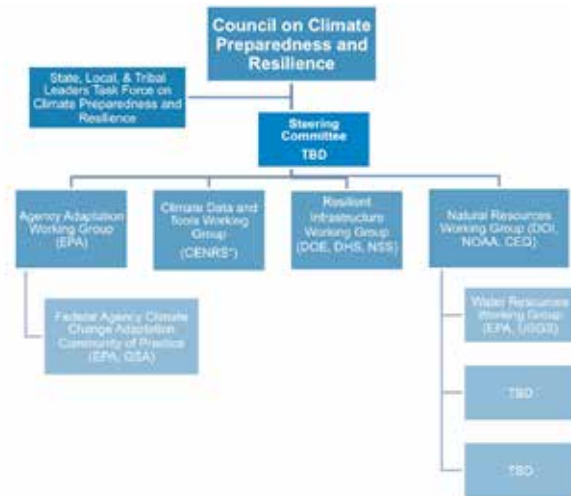 Council on Climate
Preparedness and
Resilience
State, Local, & Tribal
Leaders Task Force on
Climate Preparedness and
Resilience
Steering
Committee
TBD
Agency Adaptation
Working Group
(EPA)
Climate Data and
Tools Working
Group
(CENRS*)
Resilient
Infrastructure Working
Group
(DOE, DHS, NSS)
Natural Resources
Working Group (DOI,
NOAA, CEQ)
Federal Agency Climate
Change Adaptation
Community of Practice
(EPA, GSA)
Water Resources
Working Group
(EPA, USGS)
TBD
TBD